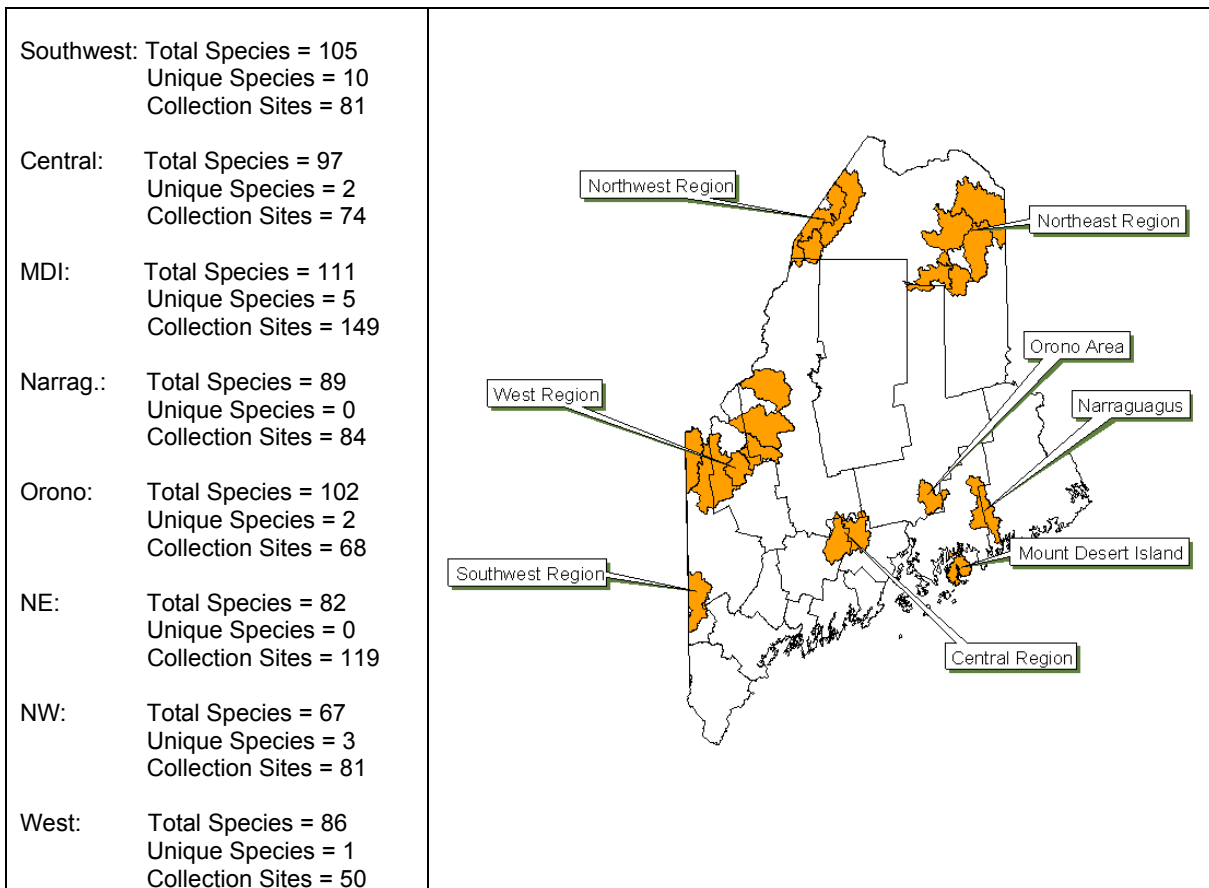 Southwest: Total Species = 105
Unique Species = 10
Collection Sites = 81
Central: Total Species = 97
Unique Species = 2
Collection Sites = 74
MDI: Total Species = 111
Unique Species = 5
Collection Sites = 149
Narrag.: Total Species = 89
Unique Species = 0
Collection Sites = 84
Orono: Total Species = 102
Unique Species = 2
Collection Sites = 68
NE: Total Species = 82
Unique Species = 0
Collection Sites = 119
NW: Total Species = 67
Unique Species = 3
Collection Sites = 81
West: Total Species = 86
Unique Species = 1
Collection Sites = 50
Northwest Region
Northeast Region
Orono Area
West Region
Narraguagus
Mount Desert Island
Southwest Region
Central Region